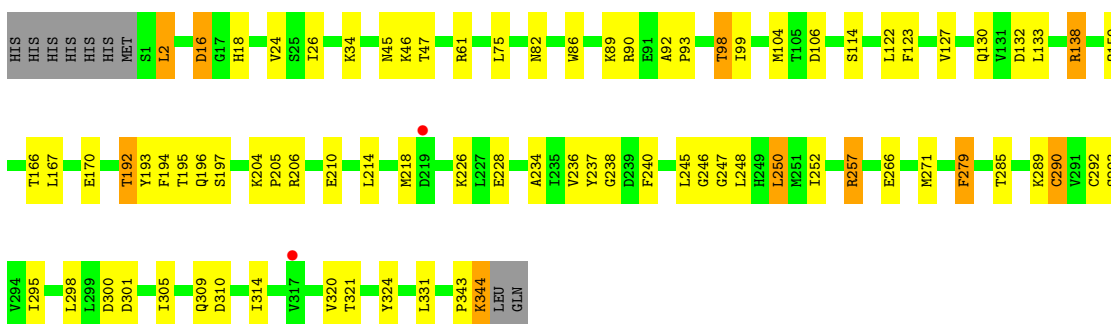 HIS HIS HIS HIS HIS HIS MET S1 L2 D16 G17 H18 V24 S25 I26 K34 N45 K46 T47 R61 L75 N82 W86 K89 R90 E91 A92 P93 T98 I99 M104 T105 D106 S114 L122 F123 V127 Q130 V131 D132 L133 R138
T166 L167 E170 T192 Y193 F194 T195 Q196 S197 K204 P205 R206 E210 L214 M218 D219 K226 L227 E228 A234 I235 V236 Y237 G238 D239 F240 L245 G246 G247 L248 H249 L250 M251 I252 R257 E266 M271 F279 T285 K289 C290 V291 C292
V294 I295 L298 L299 D300 D301 I305 Q309 D310 I314 V317 V320 T321 Y324 L331 P343 K344 LEU GLN